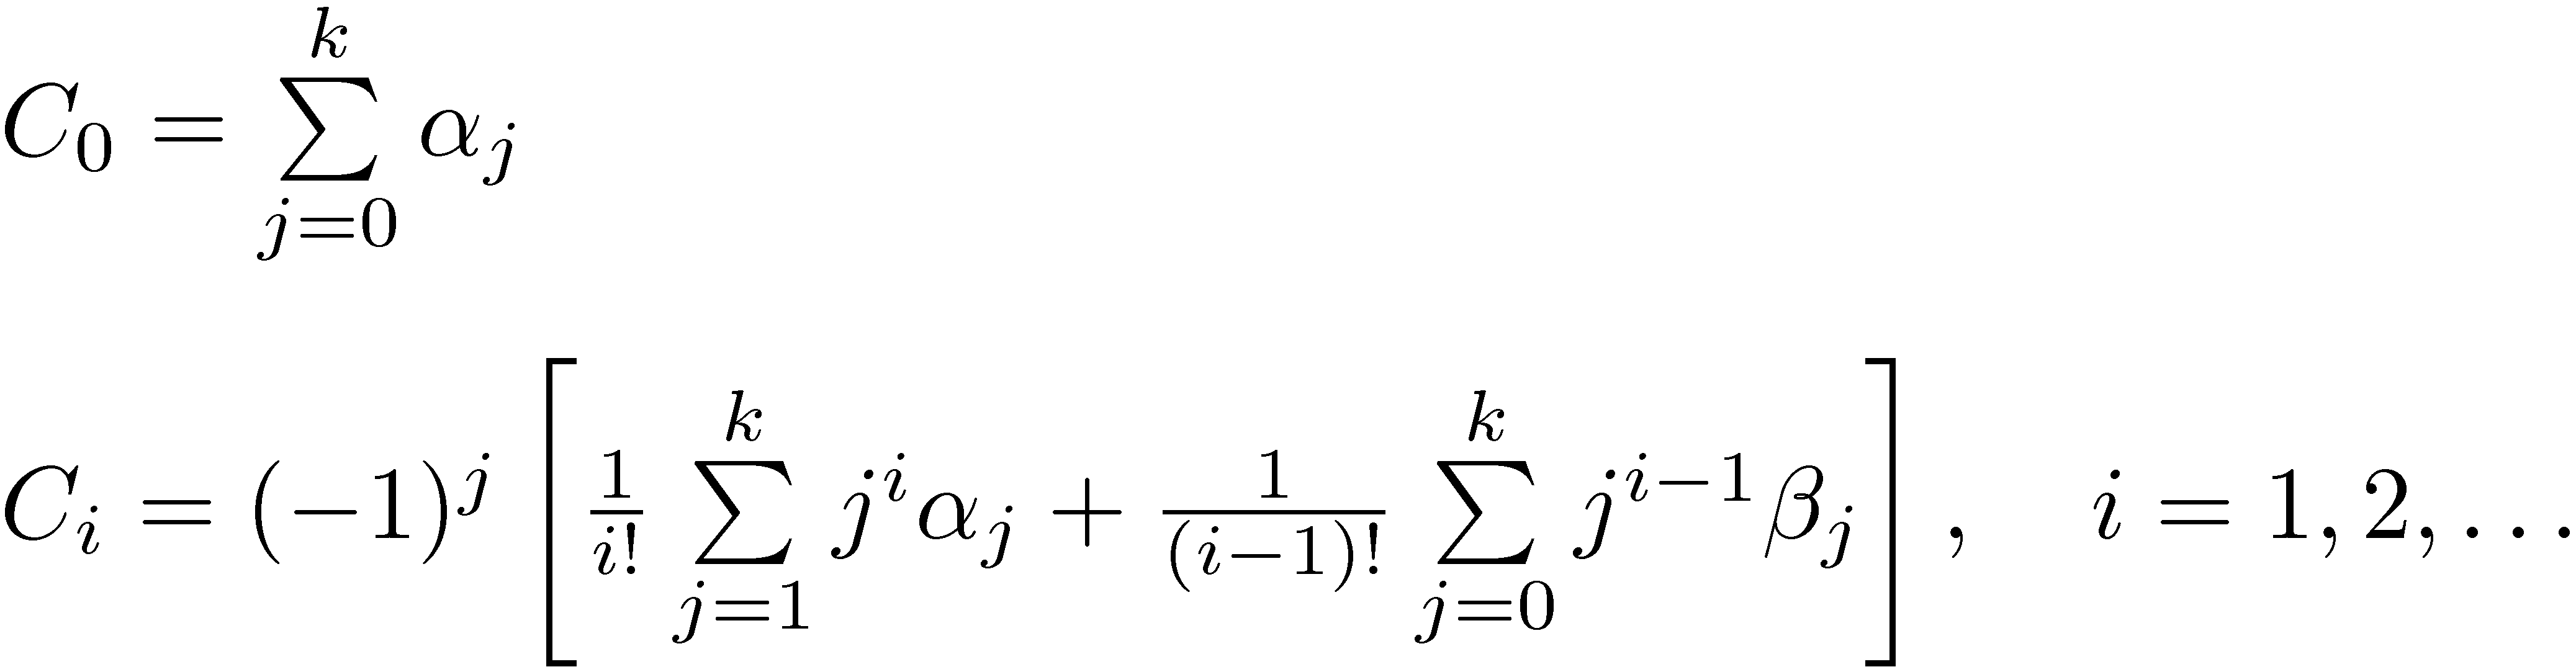 $C_0 = \sum_{j=0}^{k} \alpha_j$
$C_i = (-1)^j \left[ \frac{1}{i!} \sum_{j=1}^{k} j^i \alpha_j + \frac{1}{(i-1)!} \sum_{j=0}^{k} j^{i-1} \beta_j \right], \quad i = 1, 2, \ldots$